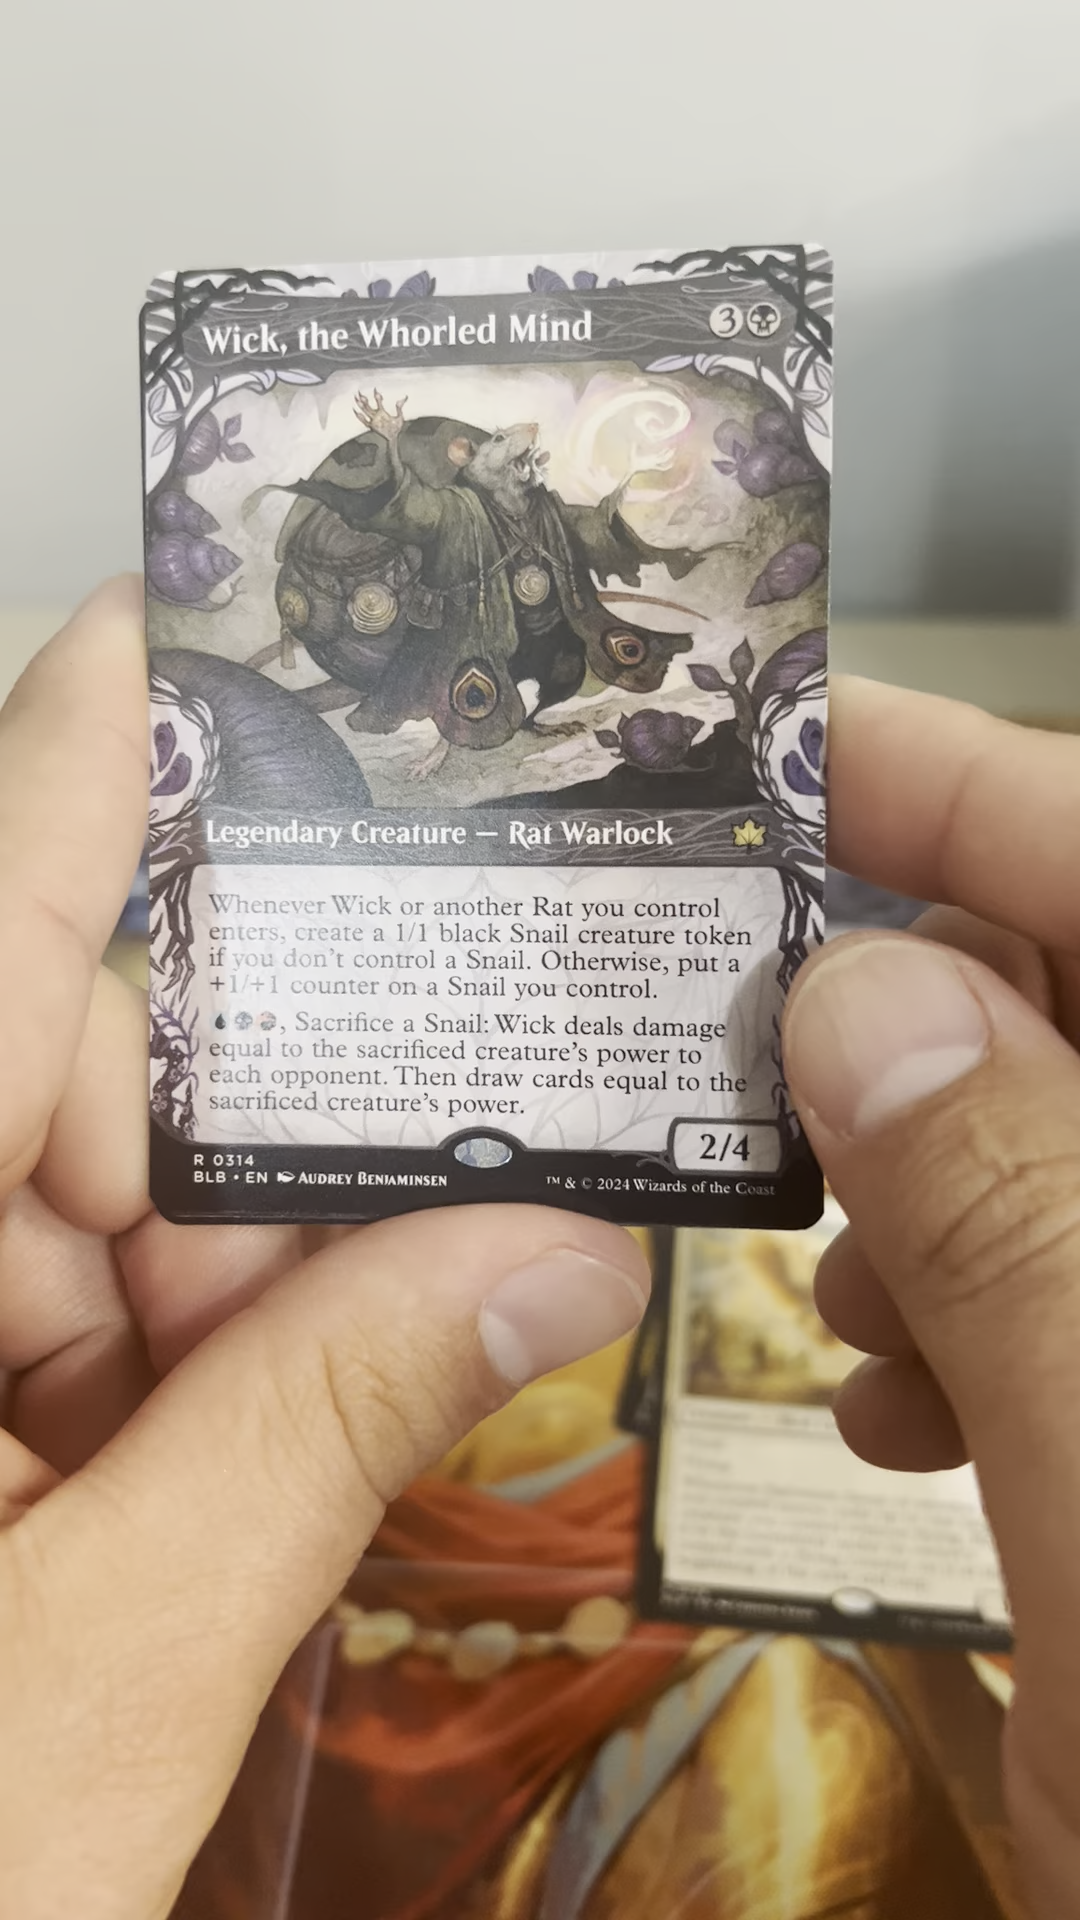 Wick, the Whorled Mind 3
Legendary Creature — Rat Warlock
Whenever Wick or another Rat you control
enters, create a 1/1 black Snail creature token
if you don't control a Snail. Otherwise, put a
+1/+1 counter on a Snail you control.
, Sacrifice a Snail: Wick deals damage
equal to the sacrificed creature's power to
each opponent. Then draw cards equal to the
sacrificed creature's power.
2/4
R 0314
BLB • EN AUDREY BENJAMINSEN
™ & © 2024 Wizards of the Coast